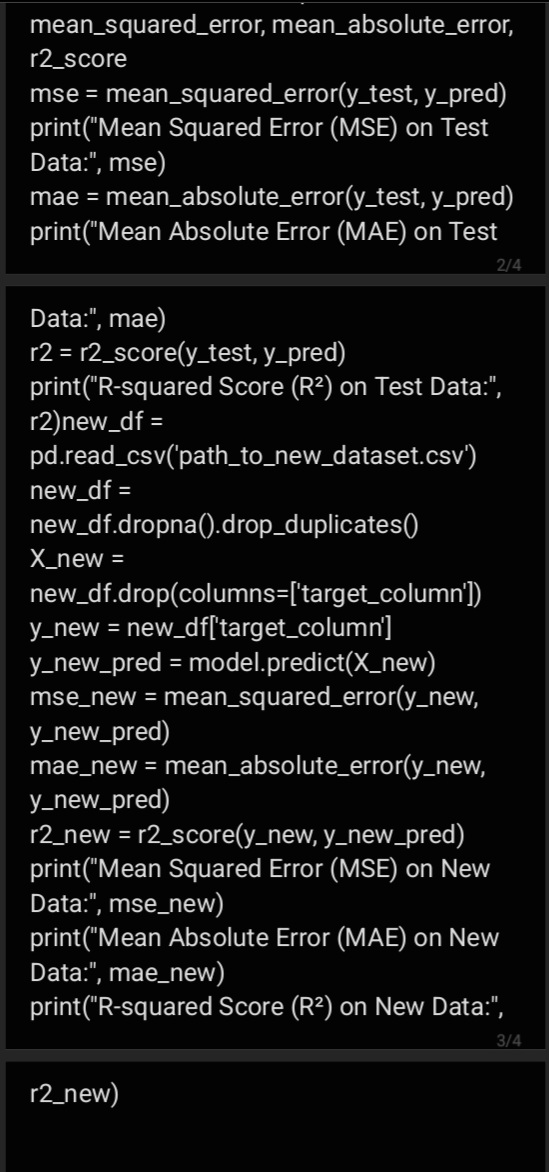 mean_squared_error, mean_absolute_error,
r2_score
mse = mean_squared_error(y_test, y_pred)
print("Mean Squared Error (MSE) on Test
Data:", mse)
mae = mean_absolute_error(y_test, y_pred)
print("Mean Absolute Error (MAE) on Test
2/4
Data:", mae)
r2 = r2_score(y_test, y_pred)
print("R-squared Score (R²) on Test Data:",
r2)new_df =
pd.read_csv('path_to_new_dataset.csv')
new_df =
new_df.dropna().drop_duplicates()
X_new =
new_df.drop(columns=['target_column'])
y_new = new_df['target_column']
y_new_pred = model.predict(X_new)
mse_new = mean_squared_error(y_new,
y_new_pred)
mae_new = mean_absolute_error(y_new,
y_new_pred)
r2_new = r2_score(y_new, y_new_pred)
print("Mean Squared Error (MSE) on New
Data:", mse_new)
print("Mean Absolute Error (MAE) on New
Data:", mae_new)
print("R-squared Score (R²) on New Data:",
3/4
r2_new)